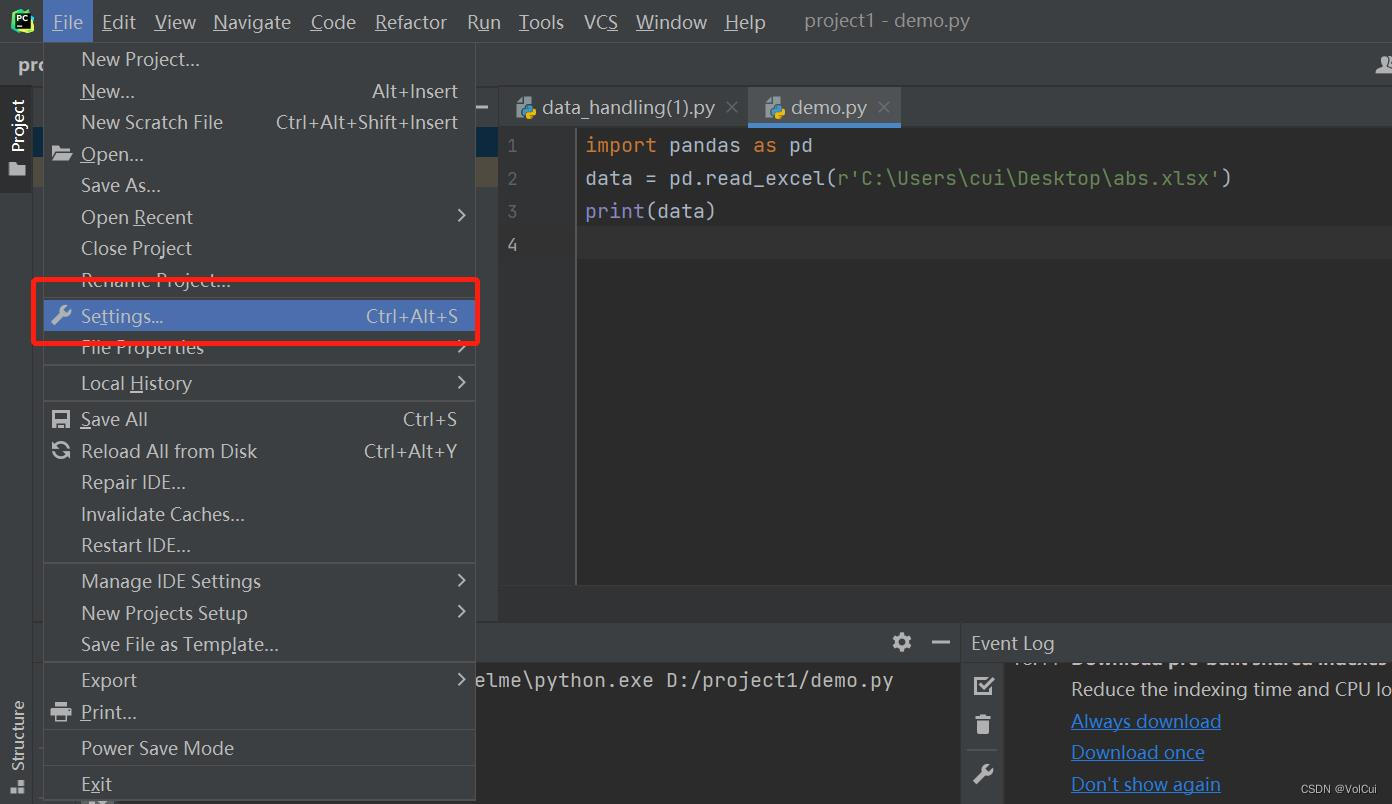 PC
File Edit View Navigate Code Refactor Run Tools VCS Window Help project1 - demo.py
New Project...
New... Alt+Insert
New Scratch File Ctrl+Alt+Shift+Insert
Open...
Save As...
Open Recent
Close Project
Rename Project...
Settings... Ctrl+Alt+S
File Properties
Local History
Save All Ctrl+S
Reload All from Disk Ctrl+Alt+Y
Repair IDE...
Invalidate Caches...
Restart IDE...
Manage IDE Settings
New Projects Setup
Save File as Template...
Export
Print...
Power Save Mode
Exit
Project
Structure
data_handling(1).py demo.py
1 import pandas as pd
2 data = pd.read_excel(r'C:\Users\cui\Desktop\abs.xlsx')
3 print(data)
4
elme\python.exe D:/project1/demo.py
Event Log
Download pre-built shared indexes
Reduce the indexing time and CPU lo
Always download
Download once
Don't show again
CSDN @VolCui